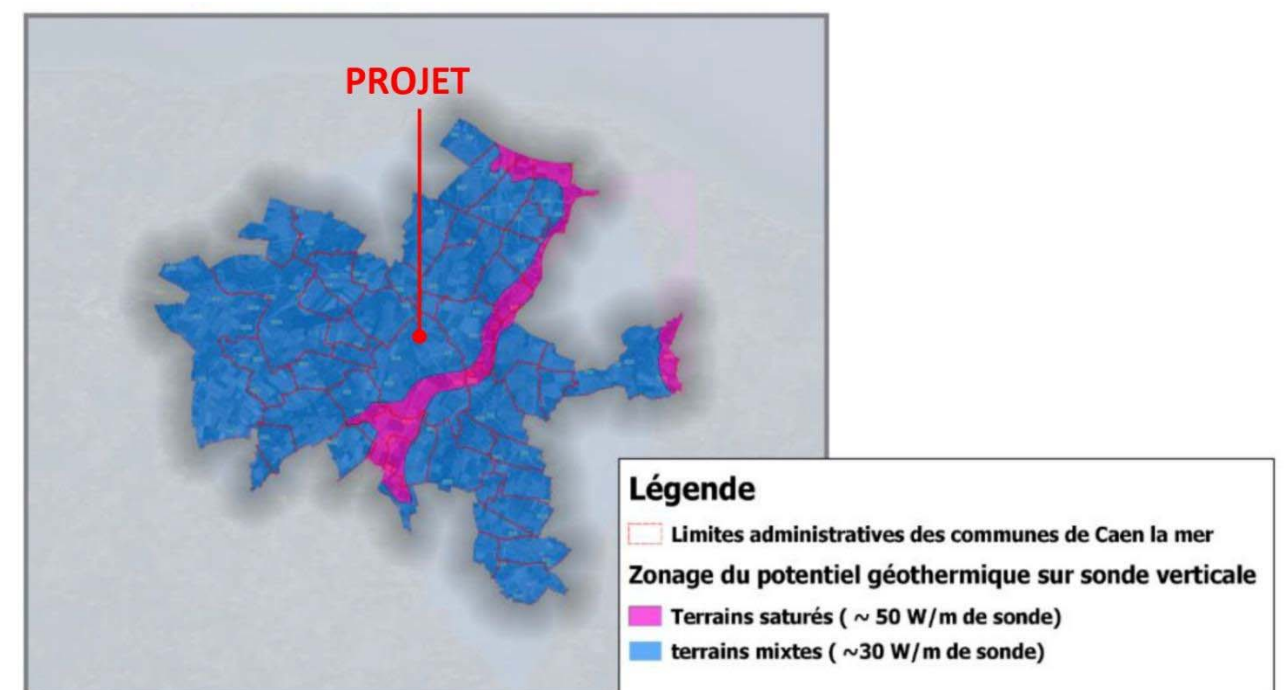 PROJET
Légende
Limites administratives des communes de Caen la mer
Zonage du potentiel géothermique sur sonde verticale
Terrains saturés ( ~ 50 W/m de sonde)
terrains mixtes ( ~30 W/m de sonde)